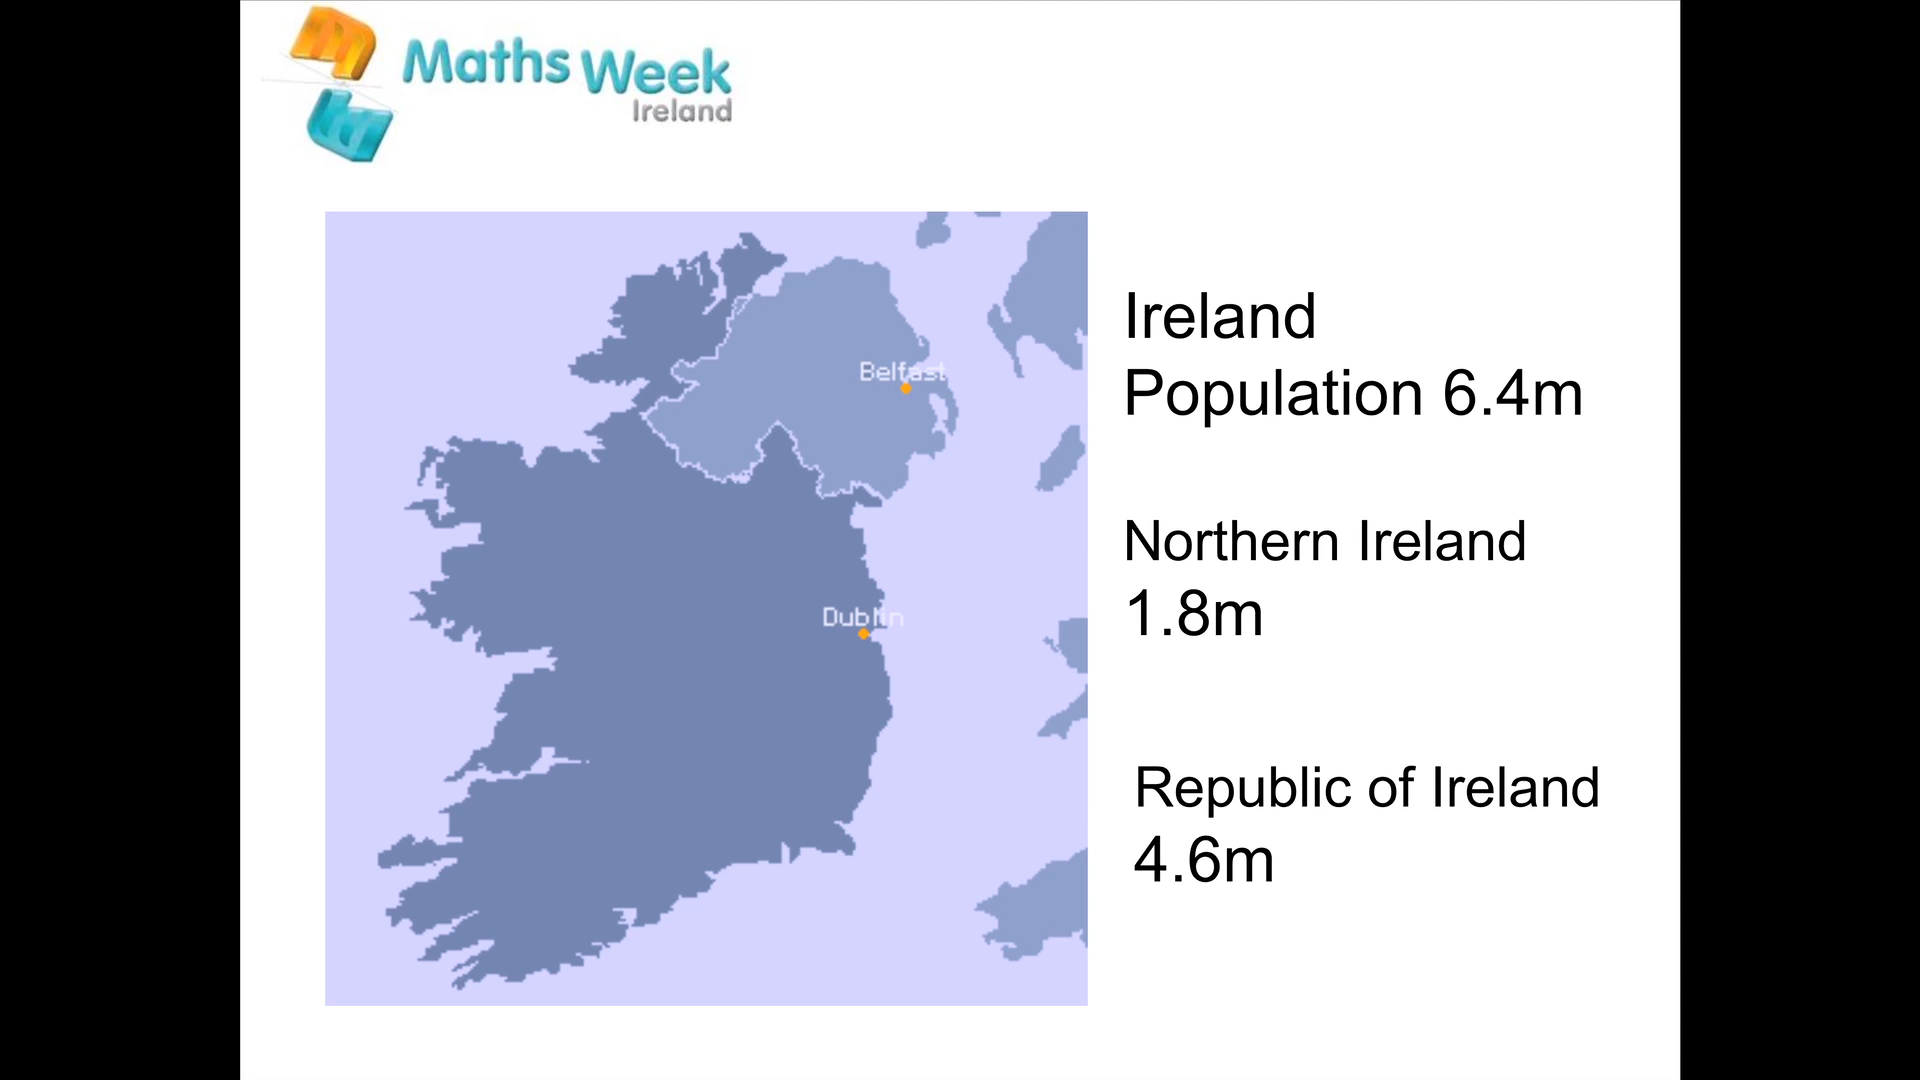 Maths Week
Ireland
Ireland
Population 6.4m
Belfast
Northern Ireland
1.8m
Dublin
Republic of Ireland
4.6m